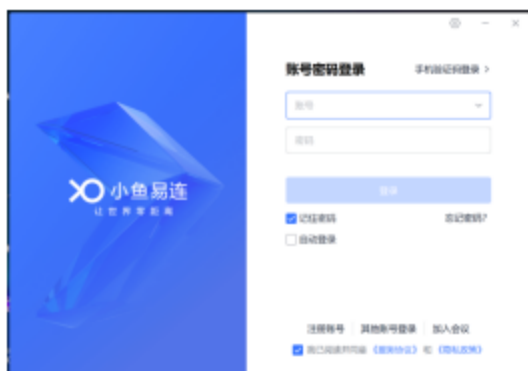 账号密码登录
手机验证码登录 >
账号
密码
小鱼易连
让世界零距离
登录
记住密码
忘记密码?
自动登录
注册账号 其他账号登录 加入会议
我已阅读并同意 《服务协议》 和 《隐私政策》